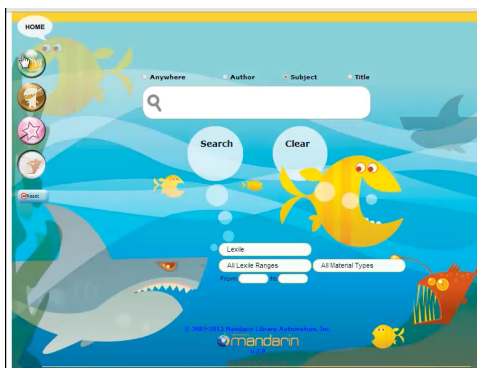 HOME
Anywhere Author Subject Title
Search Clear
Reset
Lexile
All Lexile Ranges All Material Types
From to
© 2005-2012 Mandarin Library Automation, Inc.
mandarin